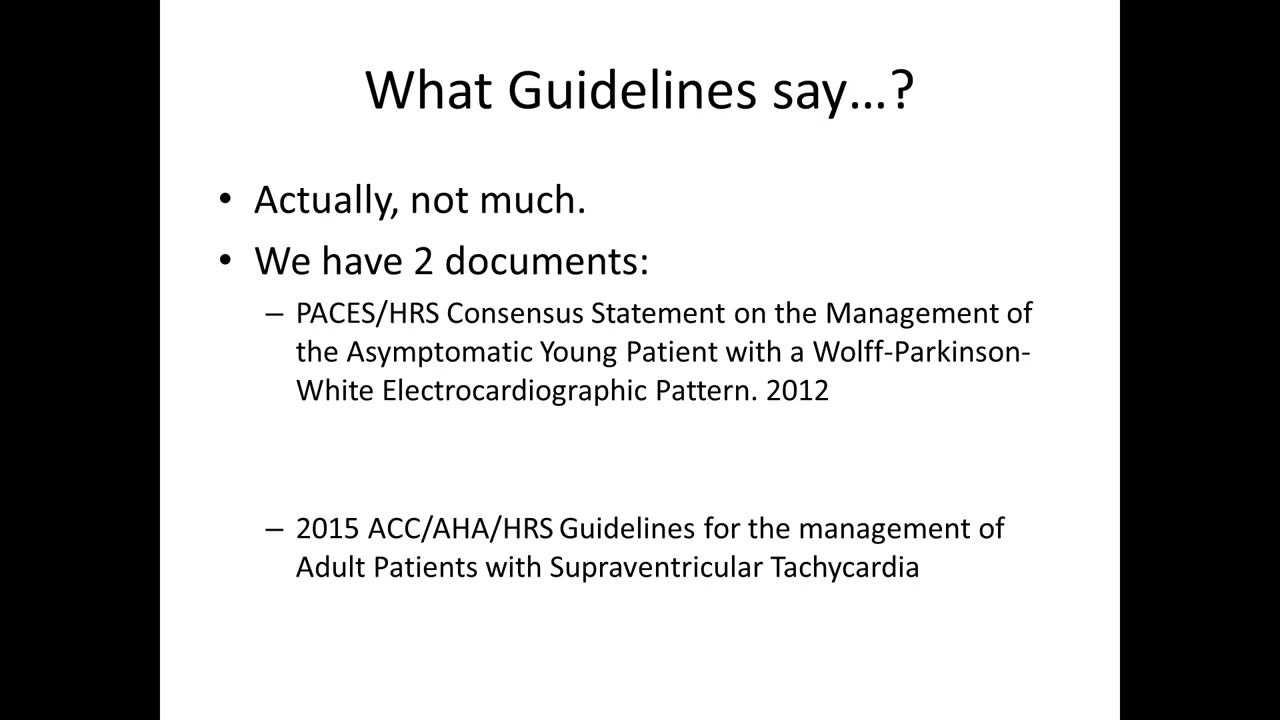 What Guidelines say...?
• Actually, not much.
• We have 2 documents:
– PACES/HRS Consensus Statement on the Management of
the Asymptomatic Young Patient with a Wolff-Parkinson-
White Electrocardiographic Pattern. 2012
– 2015 ACC/AHA/HRS Guidelines for the management of
Adult Patients with Supraventricular Tachycardia